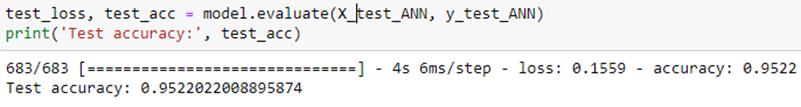 test_loss, test_acc = model.evaluate(X_test_ANN, y_test_ANN)
print('Test accuracy:', test_acc)
683/683 [==============================] - 4s 6ms/step - loss: 0.1559 - accuracy: 0.9522
Test accuracy: 0.9522022008895874